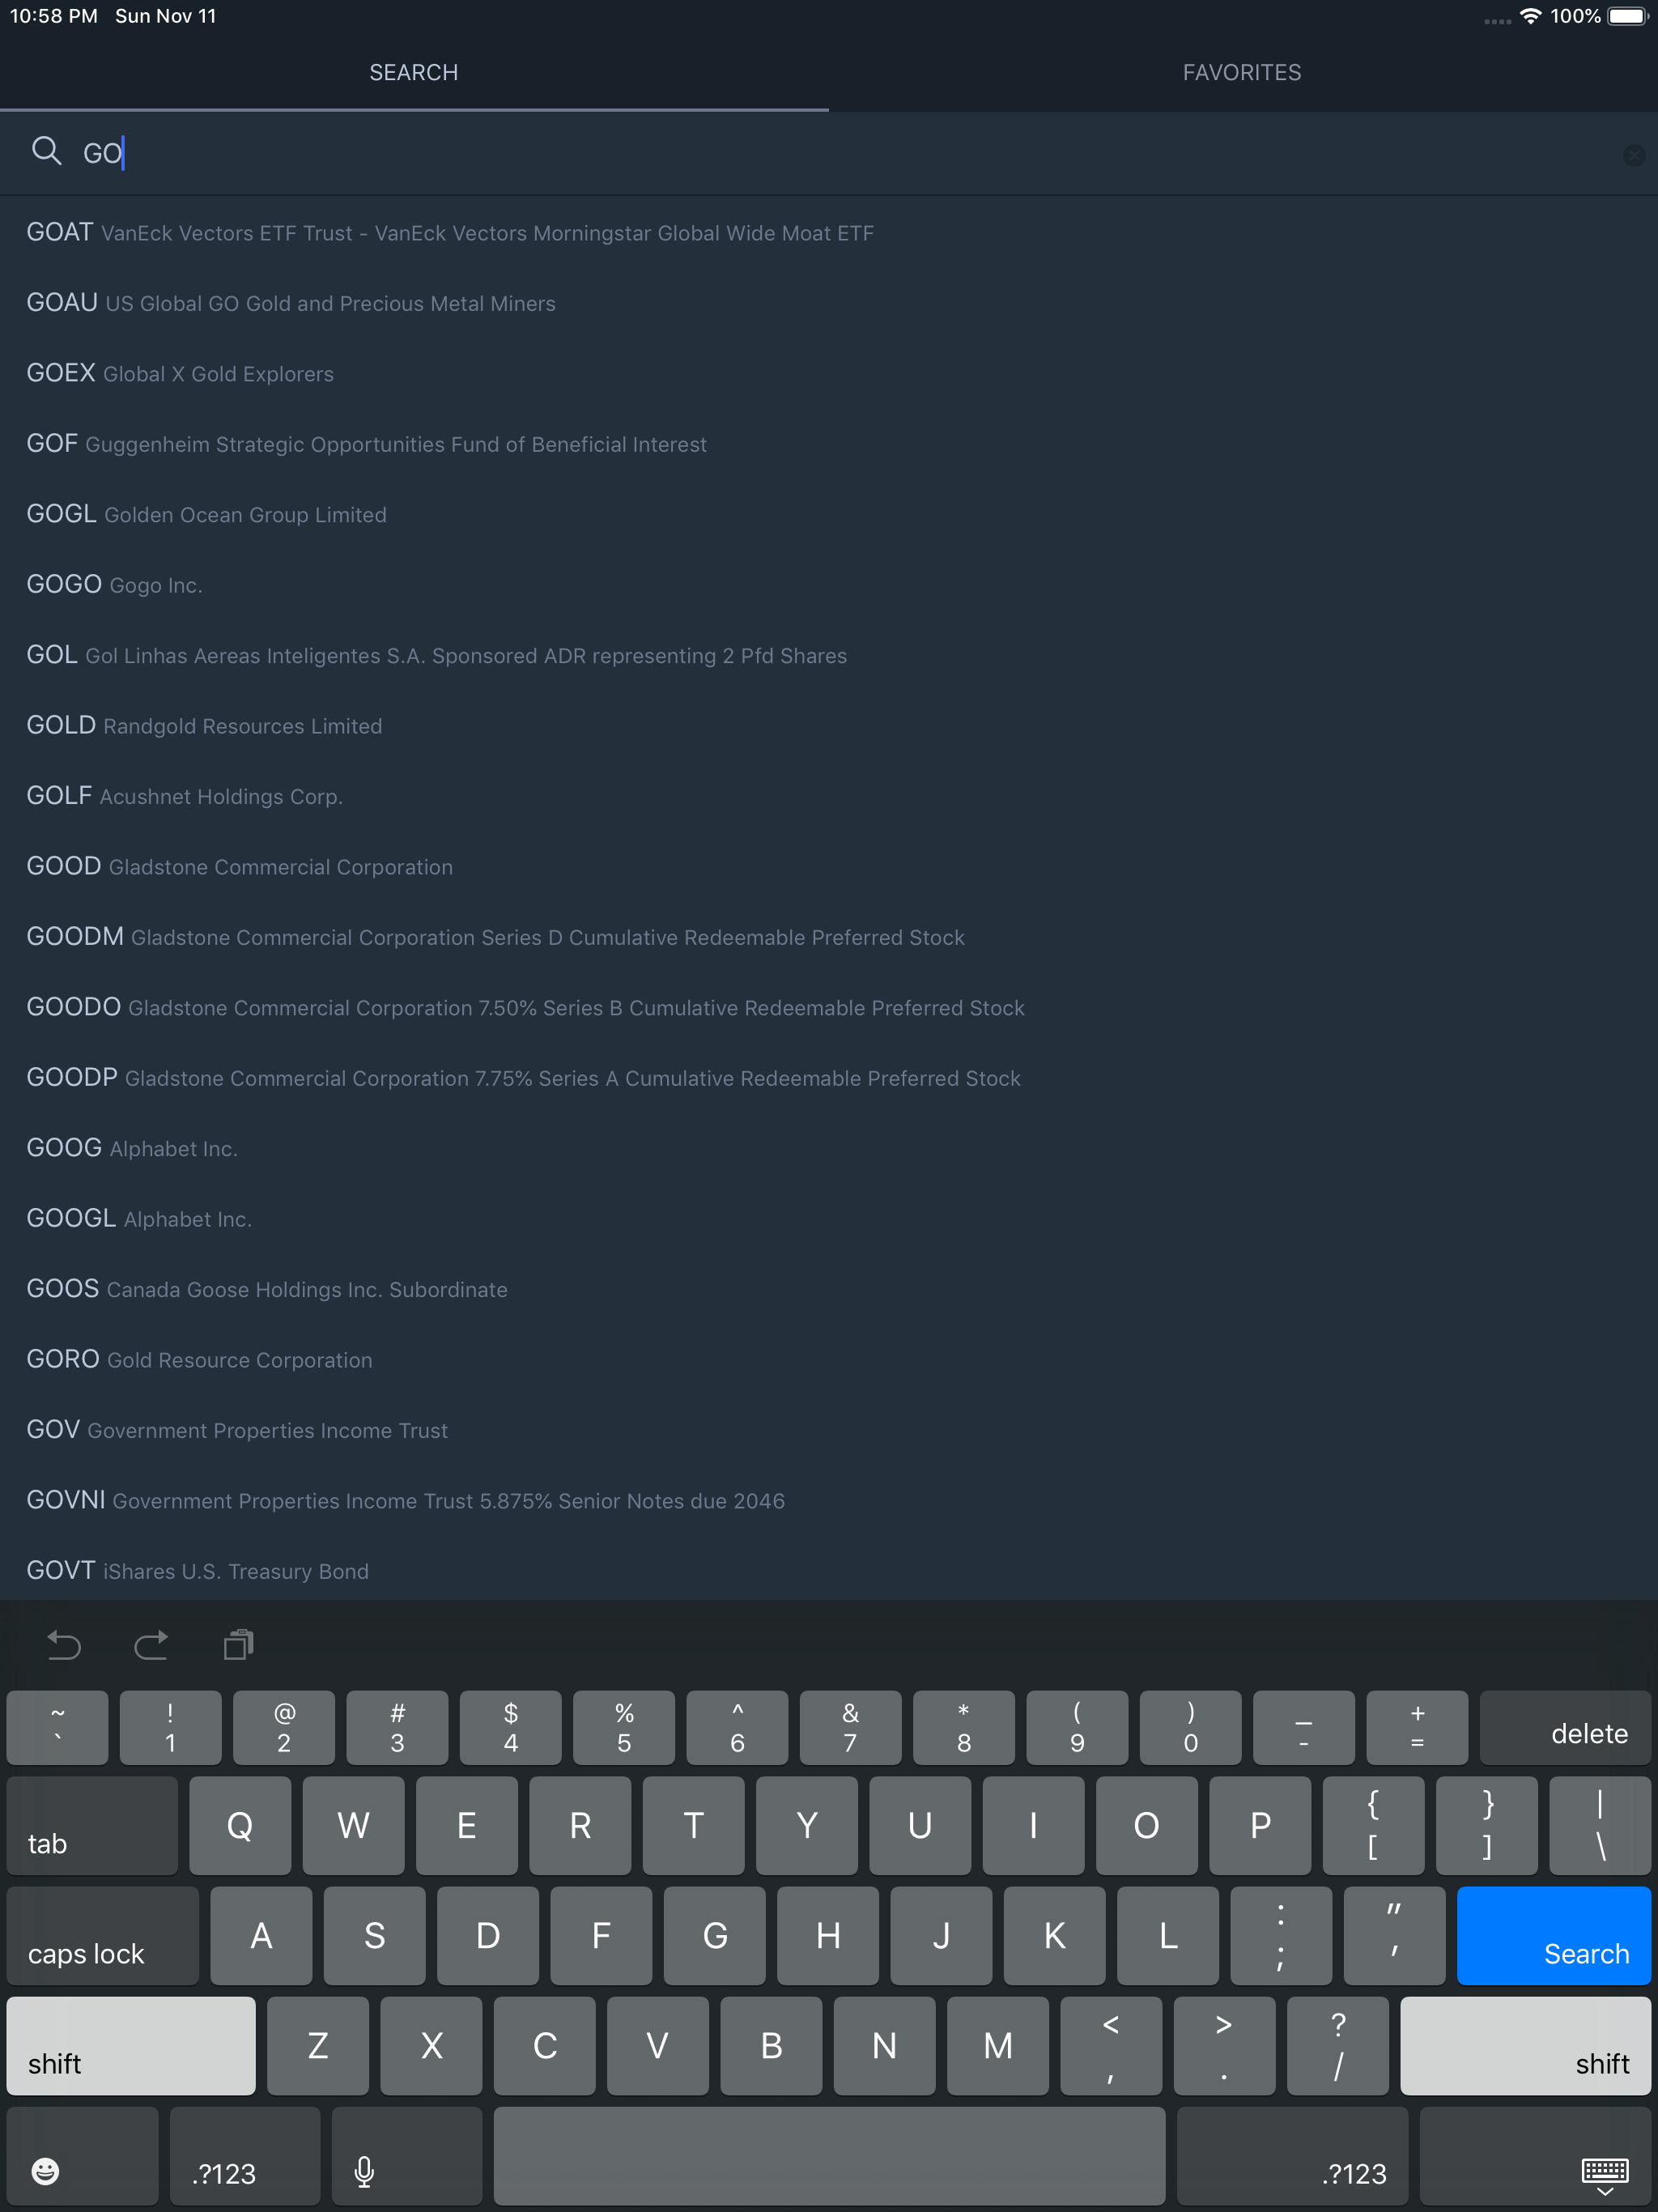 10:58 PM Sun Nov 11 100%
SEARCH FAVORITES
GO
GOAT VanEck Vectors ETF Trust - VanEck Vectors Morningstar Global Wide Moat ETF
GOAU US Global GO Gold and Precious Metal Miners
GOEX Global X Gold Explorers
GOF Guggenheim Strategic Opportunities Fund of Beneficial Interest
GOGL Golden Ocean Group Limited
GOGO Gogo Inc.
GOL Gol Linhas Aereas Inteligentes S.A. Sponsored ADR representing 2 Pfd Shares
GOLD Randgold Resources Limited
GOLF Acushnet Holdings Corp.
GOOD Gladstone Commercial Corporation
GOODM Gladstone Commercial Corporation Series D Cumulative Redeemable Preferred Stock
GOODO Gladstone Commercial Corporation 7.50% Series B Cumulative Redeemable Preferred Stock
GOODP Gladstone Commercial Corporation 7.75% Series A Cumulative Redeemable Preferred Stock
GOOG Alphabet Inc.
GOOGL Alphabet Inc.
GOOS Canada Goose Holdings Inc. Subordinate
GORO Gold Resource Corporation
GOV Government Properties Income Trust
GOVNI Government Properties Income Trust 5.875% Senior Notes due 2046
GOVT iShares U.S. Treasury Bond
~ ! @ # $ % ^ & * ( ) _ +
` 1 2 3 4 5 6 7 8 9 0 - = delete
tab Q W E R T Y U I O P { [ } ] | \
caps lock A S D F G H J K L : ; " ' Search
shift Z X C V B N M < , > . ? / shift
.?123 .?123